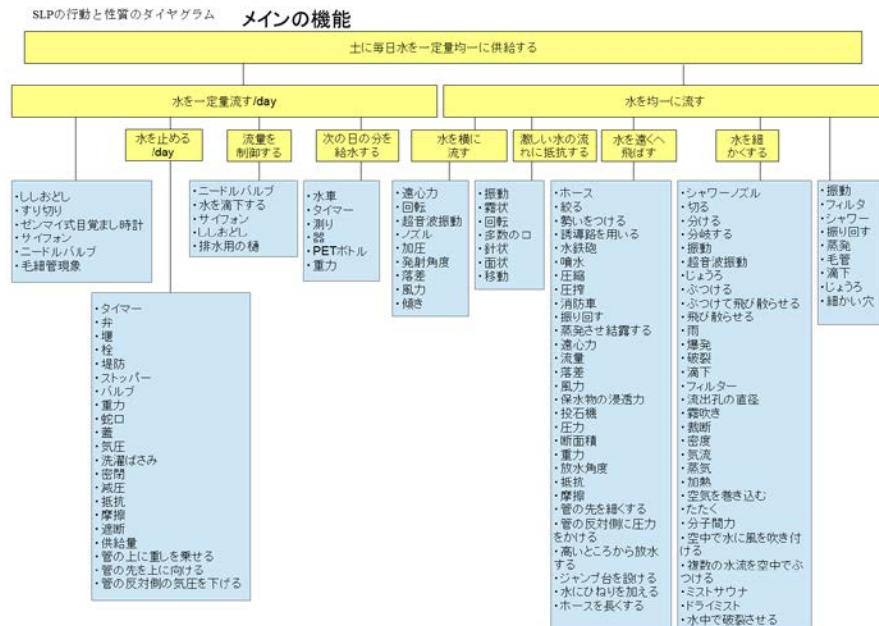 SLPの行動と性質のダイヤグラム
メインの機能
土に毎日水を一定量均一に供給する
水を一定量流す/day
水を均一に流す
水を止める
/day
流量を
制御する
次の日の分を
給水する
水を横に
流す
激しい水の流
れに抵抗する
水を遠くへ
飛ばす
水を細
かくする
・ししおどし
・すり切り
・ゼンマイ式目覚まし時計
・サイフォン
・ニードルバルブ
・毛細管現象
・タイマー
・弁
・堰
・栓
・堤防
・ストッパー
・バルブ
・重力
・蛇口
・蓋
・気圧
・洗濯ばさみ
・密閉
・減圧
・抵抗
・摩擦
・遮断
・供給量
・管の上に重しを乗せる
・管の先を上に向ける
・管の反対側の気圧を下げる
・ニードルバルブ
・水を滴下する
・サイフォン
・ししおどし
・排水用の樋
・水車
・タイマー
・測り
・器
・PETボトル
・重力
・遠心力
・回転
・超音波振動
・ノズル
・加圧
・発射角度
・落差
・風力
・傾き
・振動
・霧状
・回転
・多数の口
・針状
・面状
・移動
・ホース
・絞る
・勢いをつける
・誘導路を用いる
・水鉄砲
・噴水
・圧縮
・圧搾
・消防車
・振り回す
・蒸発させ結露する
・遠心力
・流量
・落差
・風力
・保水物の浸透力
・投石機
・圧力
・断面積
・重力
・放水角度
・抵抗
・摩擦
・管の先を細くする
・管の反対側に圧力
をかける
・高いところから放水
する
・ジャンプ台を設ける
・水にひねりを加える
・ホースを長くする
・シャワーノズル
・切る
・分ける
・分岐する
・振動
・超音波振動
・じょうろ
・ぶつける
・ぶつけて飛び散らせる
・飛び散らせる
・雨
・爆発
・破裂
・滴下
・フィルター
・流出孔の直径
・霧吹き
・裁断
・密度
・気流
・蒸気
・加熱
・空気を巻き込む
・たたく
・分子間力
・空中で水に風を吹き付
ける
・複数の水流を空中でぶ
つける
・ミストサウナ
・ドライミスト
・水中で破裂させる
・振動
・フィルタ
・シャワー
・振り回す
・蒸発
・毛管
・滴下
・じょうろ
・細かい穴